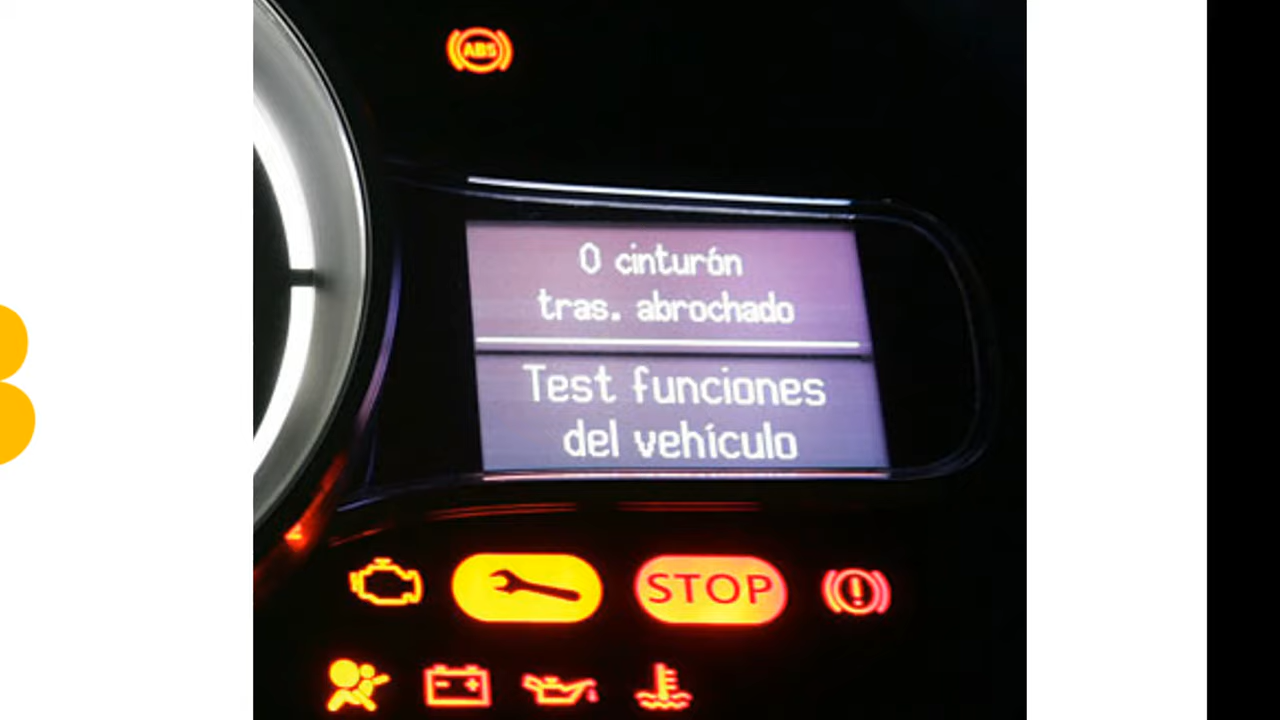 ABS
0 cinturón
tras. abrochado
Test funciones
del vehículo
STOP